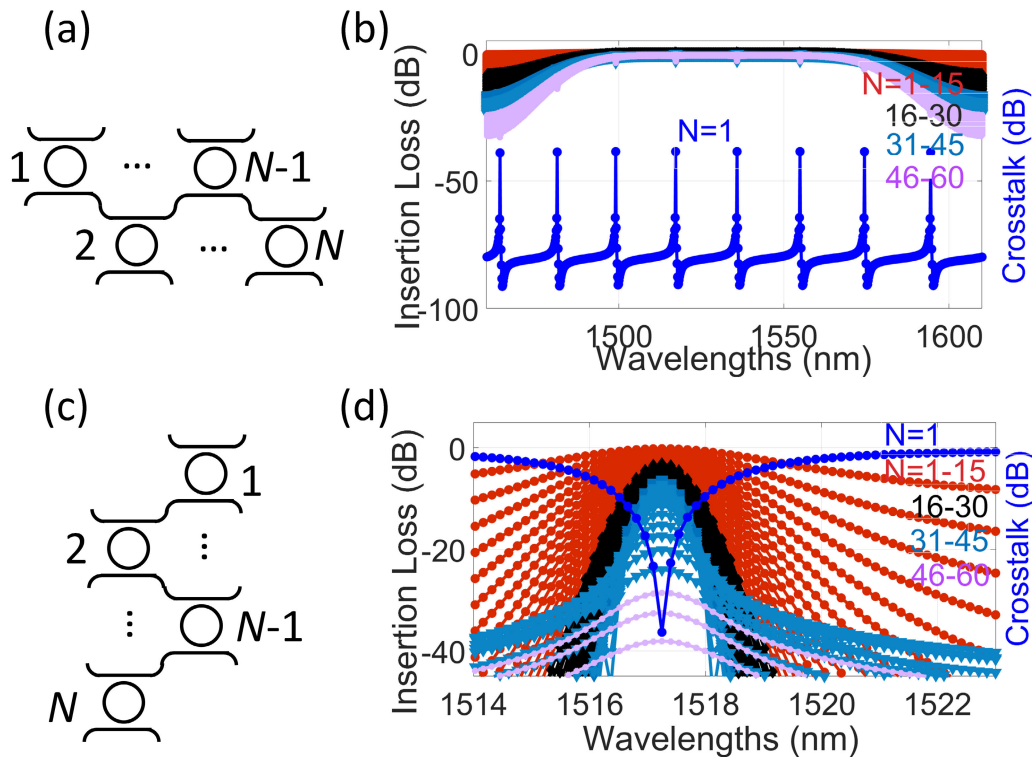 (a)
1
...
N-1
2
...
N
(b)
Insertion Loss (dB)
0
-50
-100
N=1
N=1-15
16-30
31-45
46-60
1500
1550
1600
Wavelengths (nm)
Crosstalk (dB)
(c)
1
2
...
...
N-1
N
(d)
Insertion Loss (dB)
0
-20
-40
N=1
N=1-15
16-30
31-45
46-60
1514
1516
1518
1520
1522
Wavelengths (nm)
Crosstalk (dB)